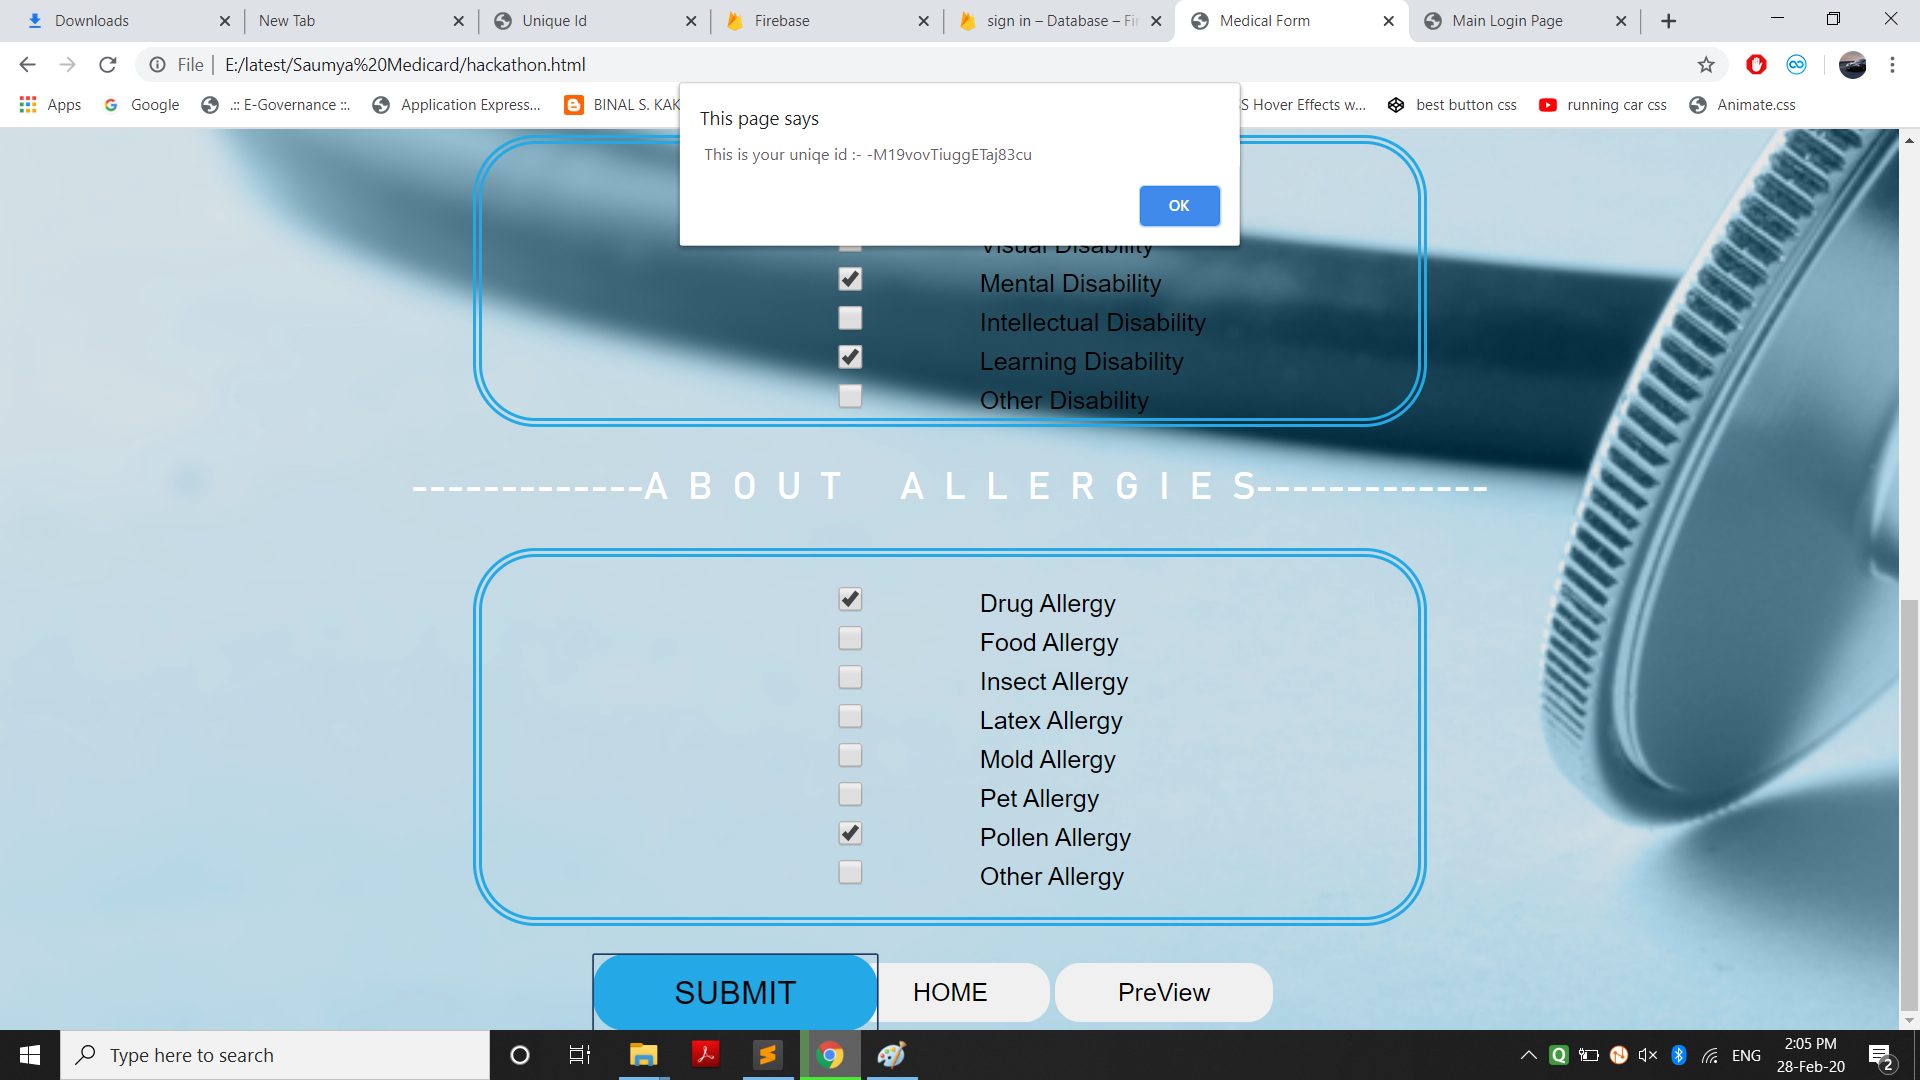 Downloads
New Tab
Unique Id
Firebase
sign in – Database – Fir
Medical Form
Main Login Page
File | E:/latest/Saumya%20Medicard/hackathon.html
Apps
Google
.:: E-Governance ::.
Application Express...
BINAL S. KAK
S Hover Effects w...
best button css
running car css
Animate.css
This page says
This is your uniqe id :- -M19vovTiuggETaj83cu
OK
Visual Disability
Mental Disability
Intellectual Disability
Learning Disability
Other Disability
-------------ABOUT ALLERGIES-------------
Drug Allergy
Food Allergy
Insect Allergy
Latex Allergy
Mold Allergy
Pet Allergy
Pollen Allergy
Other Allergy
SUBMIT
HOME
PreView
Type here to search
ENG
2:05 PM
28-Feb-20
2